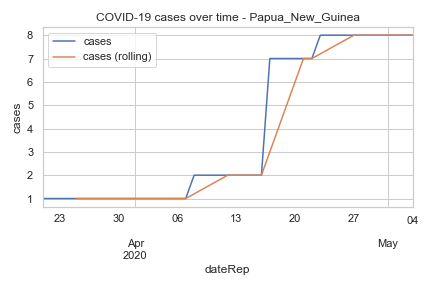 COVID-19 cases over time - Papua_New_Guinea
cases
cases (rolling)
8
7
6
5
4
3
2
1
cases
23 30 06 13 20 27 04
Apr May
2020
dateRep